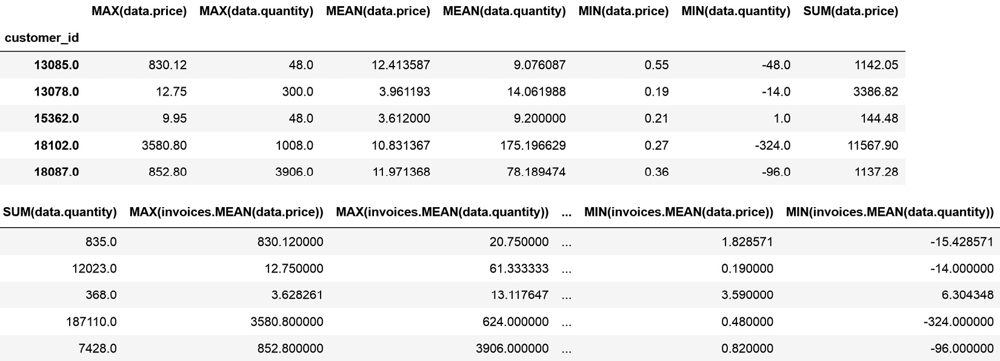 MAX(data.price) MAX(data.quantity) MEAN(data.price) MEAN(data.quantity) MIN(data.price) MIN(data.quantity) SUM(data.price)
customer_id
13085.0 830.12 48.0 12.413587 9.076087 0.55 -48.0 1142.05
13078.0 12.75 300.0 3.961193 14.061988 0.19 -14.0 3386.82
15362.0 9.95 48.0 3.612000 9.200000 0.21 1.0 144.48
18102.0 3580.80 1008.0 10.831367 175.196629 0.27 -324.0 11567.90
18087.0 852.80 3906.0 11.971368 78.189474 0.36 -96.0 1137.28
SUM(data.quantity) MAX(invoices.MEAN(data.price)) MAX(invoices.MEAN(data.quantity)) ... MIN(invoices.MEAN(data.price)) MIN(invoices.MEAN(data.quantity))
835.0 830.120000 20.750000 ... 1.828571 -15.428571
12023.0 12.750000 61.333333 ... 0.190000 -14.000000
368.0 3.628261 13.117647 ... 3.590000 6.304348
187110.0 3580.800000 624.000000 ... 0.480000 -324.000000
7428.0 852.800000 3906.000000 ... 0.820000 -96.000000